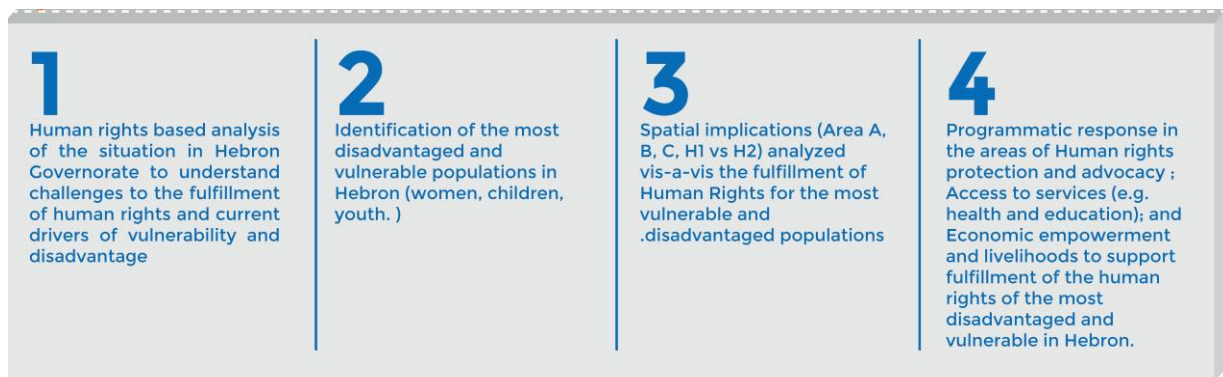 1
Human rights based analysis
of the situation in Hebron
Governorate to understand
challenges to the fulfillment
of human rights and current
drivers of vulnerability and
disadvantage
2
Identification of the most
disadvantaged and
vulnerable populations in
Hebron (women, children,
youth. )
3
Spatial implications (Area A,
B, C, H1 vs H2) analyzed
vis-a-vis the fulfillment of
Human Rights for the most
vulnerable and
.disadvantaged populations
4
Programmatic response in
the areas of Human rights
protection and advocacy ;
Access to services (e.g.
health and education); and
Economic empowerment
and livelihoods to support
fulfillment of the human
rights of the most
disadvantaged and
vulnerable in Hebron.